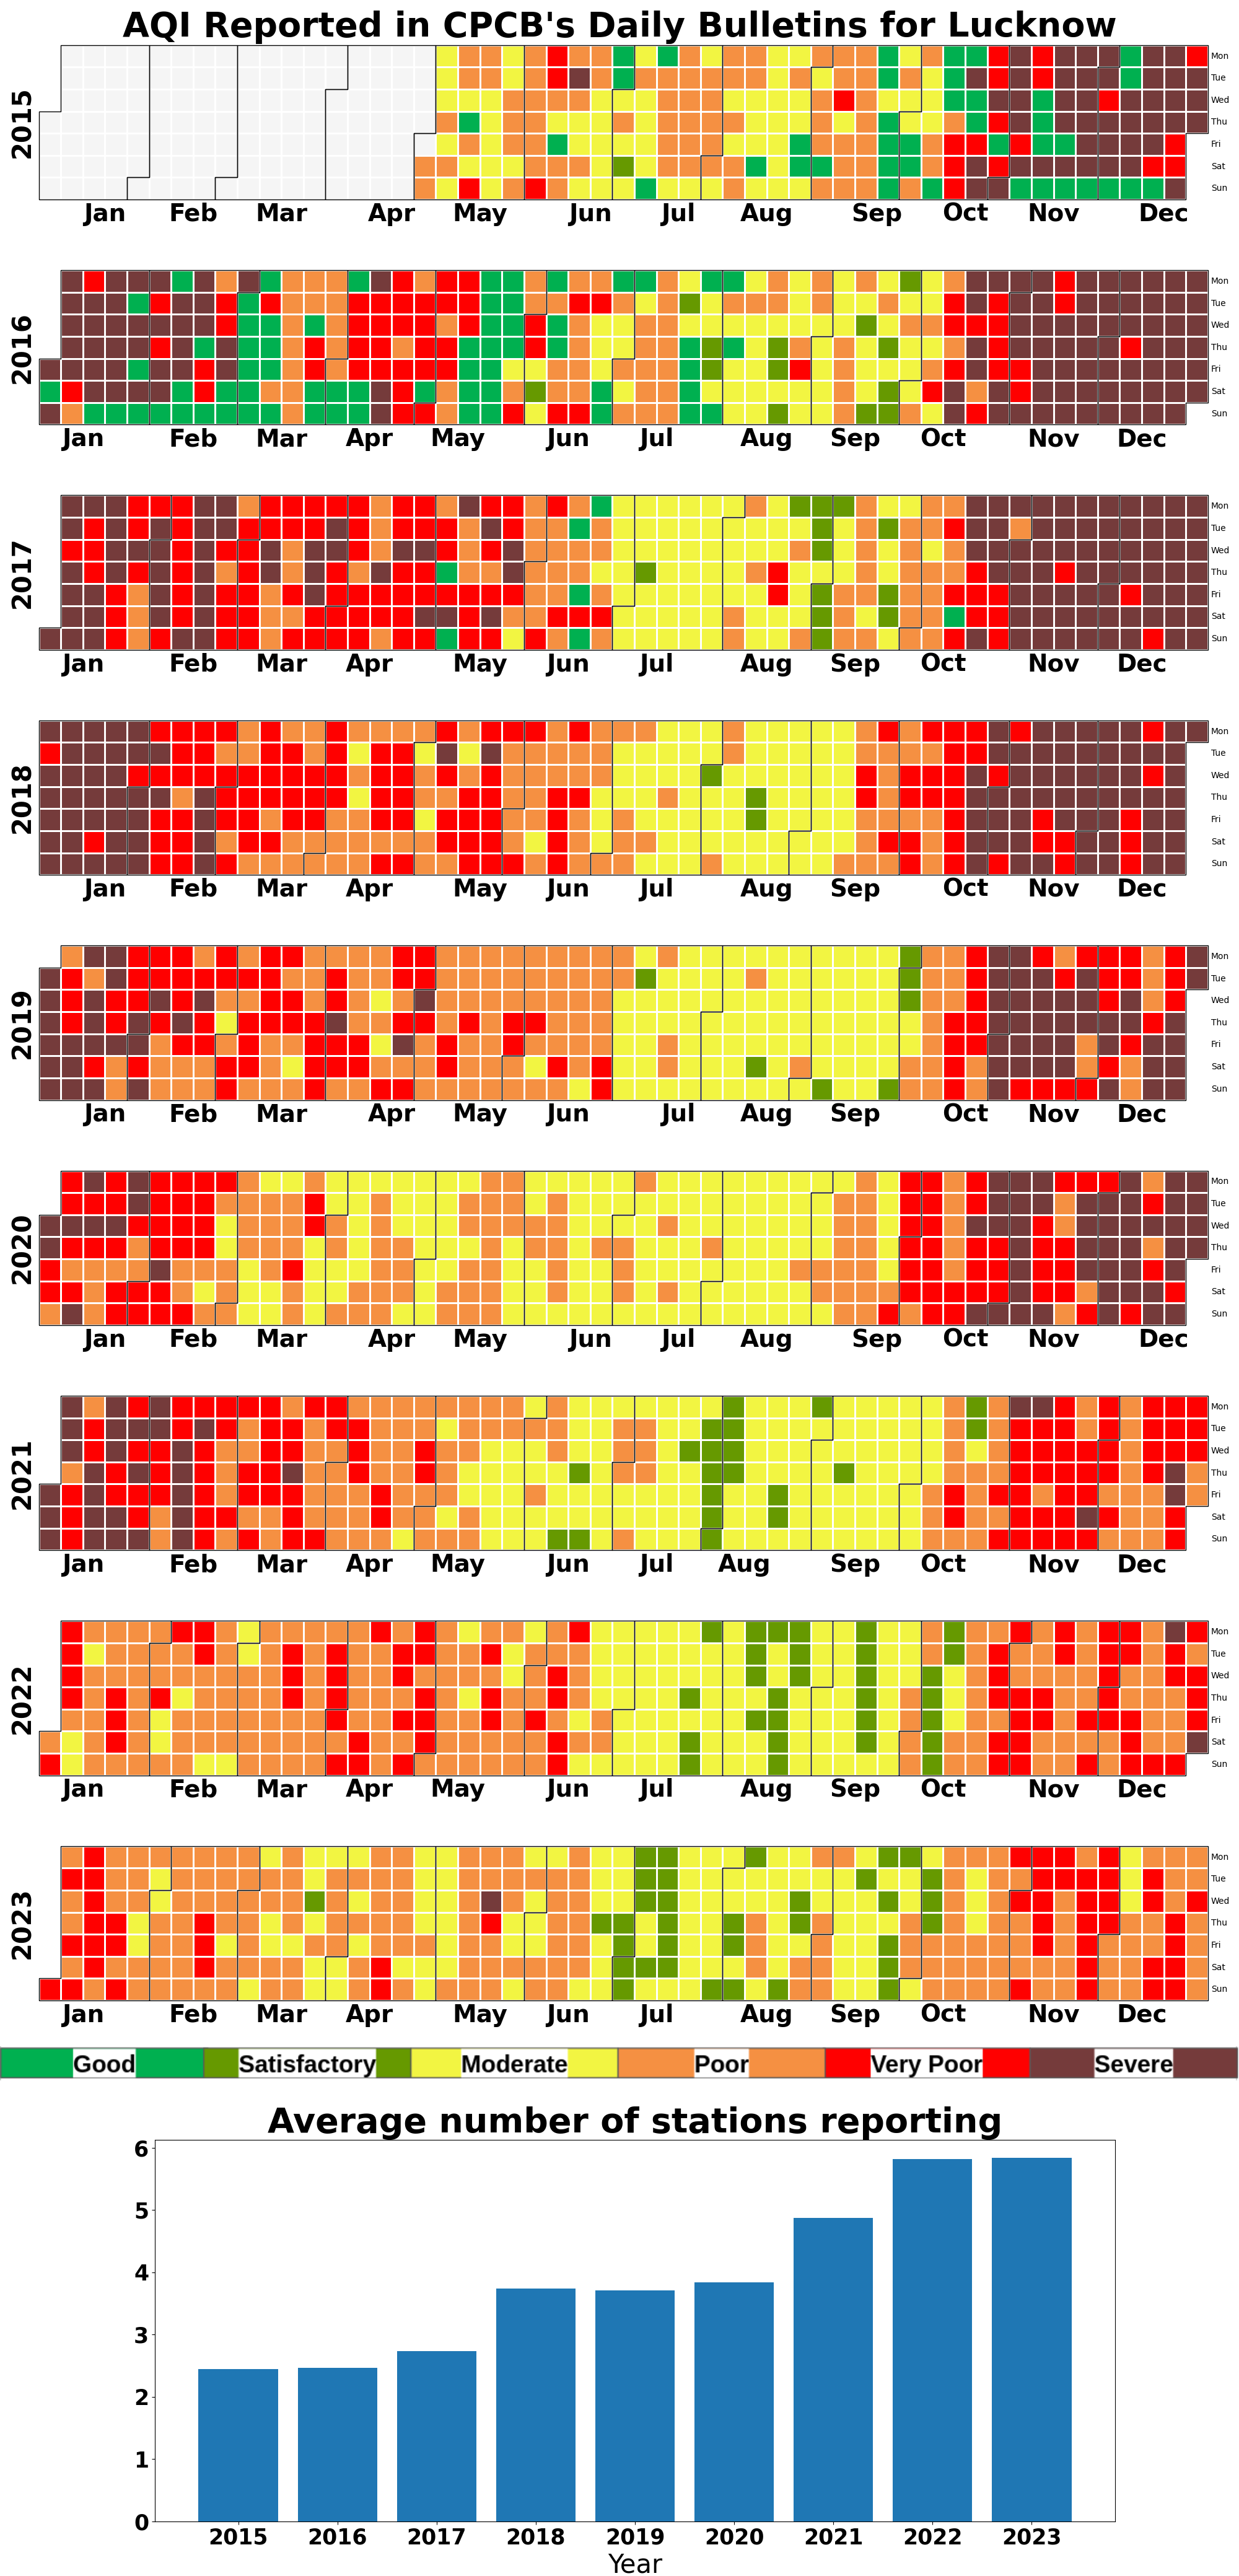 AQI Reported in CPCB's Daily Bulletins for Lucknow
2015
Mon
Tue
Wed
Thu
Fri
Sat
Sun
Jan Feb Mar Apr May Jun Jul Aug Sep Oct Nov Dec
2016
Mon
Tue
Wed
Thu
Fri
Sat
Sun
Jan Feb Mar Apr May Jun Jul Aug Sep Oct Nov Dec
2017
Mon
Tue
Wed
Thu
Fri
Sat
Sun
Jan Feb Mar Apr May Jun Jul Aug Sep Oct Nov Dec
2018
Mon
Tue
Wed
Thu
Fri
Sat
Sun
Jan Feb Mar Apr May Jun Jul Aug Sep Oct Nov Dec
2019
Mon
Tue
Wed
Thu
Fri
Sat
Sun
Jan Feb Mar Apr May Jun Jul Aug Sep Oct Nov Dec
2020
Mon
Tue
Wed
Thu
Fri
Sat
Sun
Jan Feb Mar Apr May Jun Jul Aug Sep Oct Nov Dec
2021
Mon
Tue
Wed
Thu
Fri
Sat
Sun
Jan Feb Mar Apr May Jun Jul Aug Sep Oct Nov Dec
2022
Mon
Tue
Wed
Thu
Fri
Sat
Sun
Jan Feb Mar Apr May Jun Jul Aug Sep Oct Nov Dec
2023
Mon
Tue
Wed
Thu
Fri
Sat
Sun
Jan Feb Mar Apr May Jun Jul Aug Sep Oct Nov Dec
Good Satisfactory Moderate Poor Very Poor Severe
Average number of stations reporting
6
5
4
3
2
1
0
2015 2016 2017 2018 2019 2020 2021 2022 2023
Year